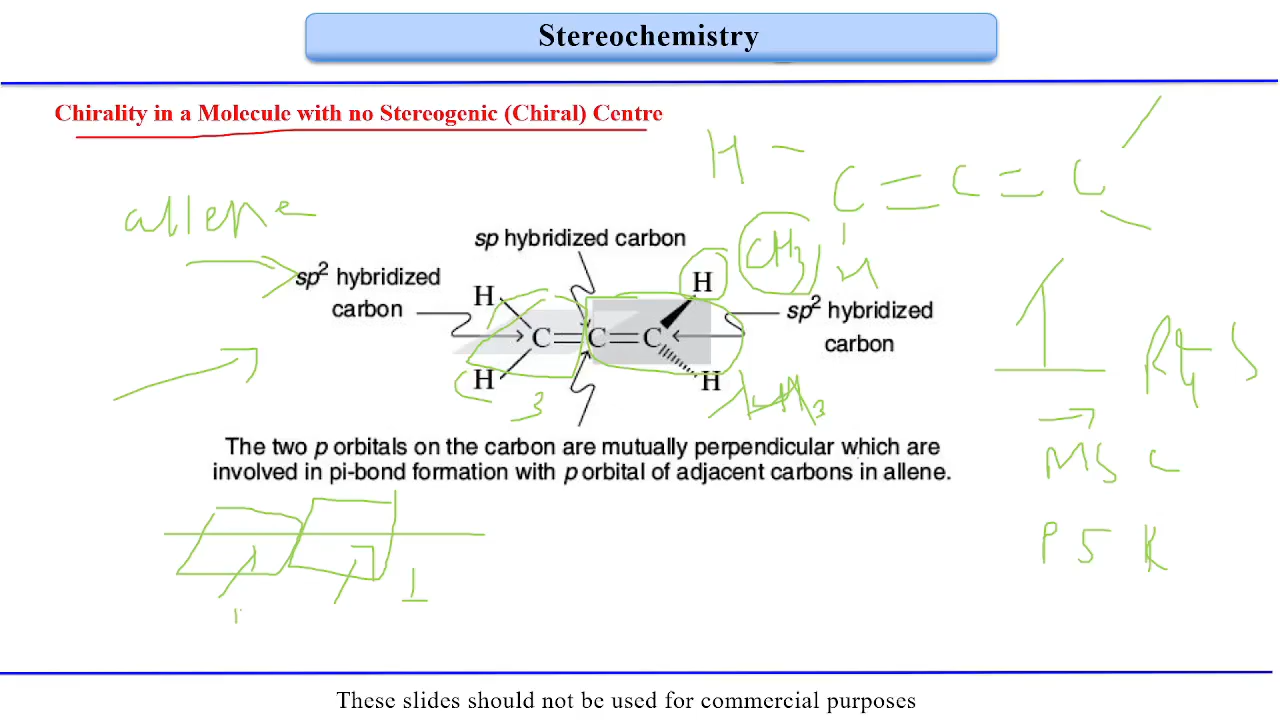 Stereochemistry
Chirality in a Molecule with no Stereogenic (Chiral) Centre
H
C = C = C
H
CH3
allene
sp hybridized carbon
sp2 hybridized
carbon
H
H
C=C=C
H
H
sp2 hybridized
carbon
3
The two p orbitals on the carbon are mutually perpendicular which are
involved in pi-bond formation with p orbital of adjacent carbons in allene.
These slides should not be used for commercial purposes